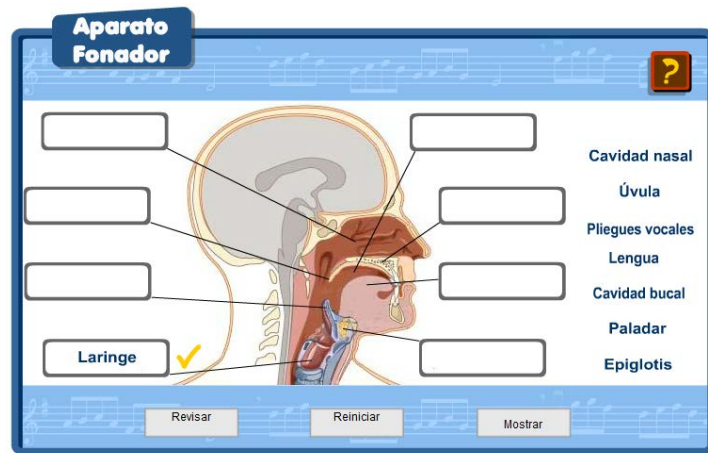 Aparato
Fonador
?
Cavidad nasal
Úvula
Pliegues vocales
Lengua
Cavidad bucal
Paladar
Epiglotis
Laringe
Revisar
Reiniciar
Mostrar